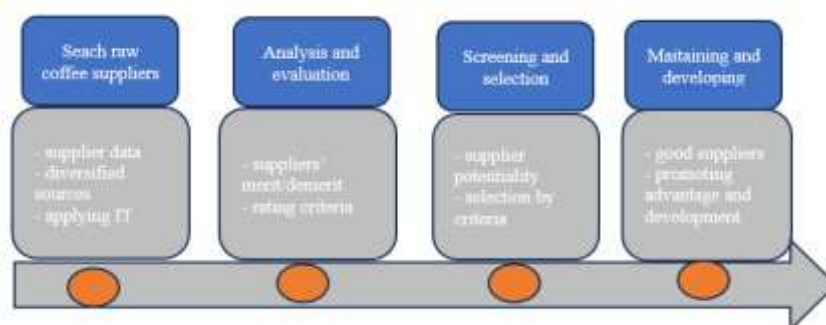 Seach raw
coffee suppliers
- supplier data
- diversified
sources
- applying IT
Analysis and
evaluation
- suppliers'
merit/demerit
- rating criteria
Screening and
selection
- supplier
potentiality
- selection by
criteria
Maitaining and
developing
- good suppliers
- promoting
advantage and
development